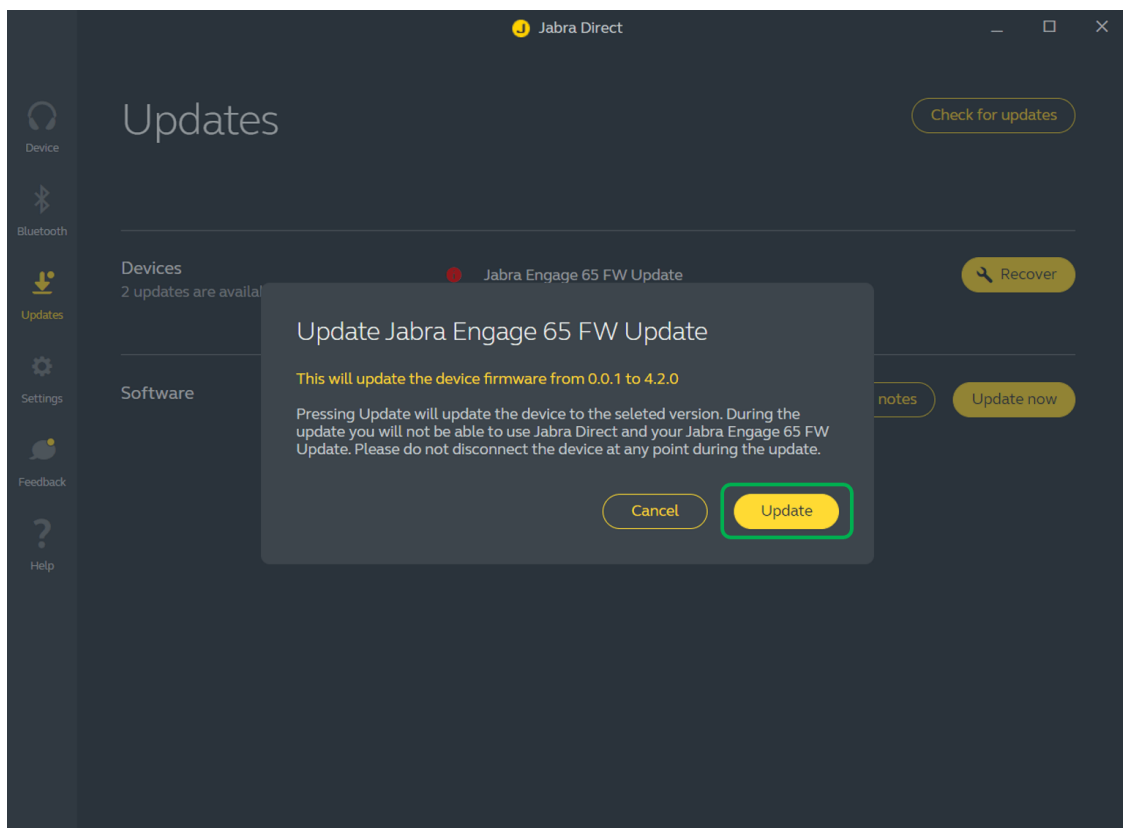 Jabra Direct
Updates
Check for updates
Device
Bluetooth
Devices
Jabra Engage 65 FW Update
Recover
2 updates are
Updates
Update Jabra Engage 65 FW Update
This will update the device firmware from 0.0.1 to 4.2.0
Settings
Software
notes
Update now
Pressing Update will update the device to the seleted version. During the
update you will not be able to use Jabra Direct and your Jabra Engage 65 FW
Update. Please do not disconnect the device at any point during the update.
Feedback
Cancel
Update
?
Help